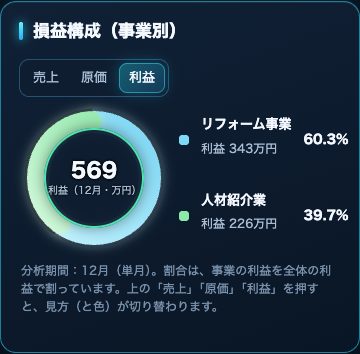 損益構成（事業別）
売上 原価 利益
569
利益（12月・万円）
リフォーム事業
利益 343万円
60.3%
人材紹介業
利益 226万円
39.7%
分析期間：12月（単月）。割合は、事業の利益を全体の利
益で割っています。上の「売上」「原価」「利益」を押す
と、見方（と色）が切り替わります。